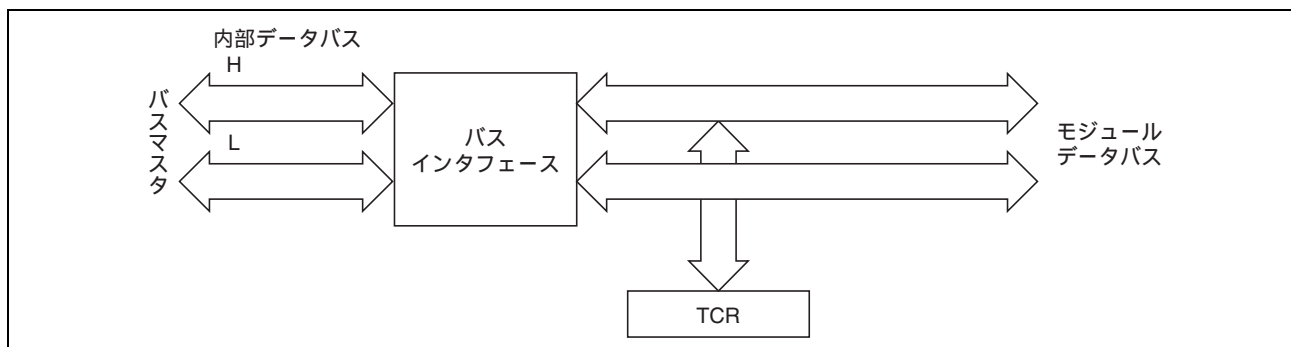 内部データバス
H
バスマスタ
L
バス
インタフェース
モジュール
データバス
TCR